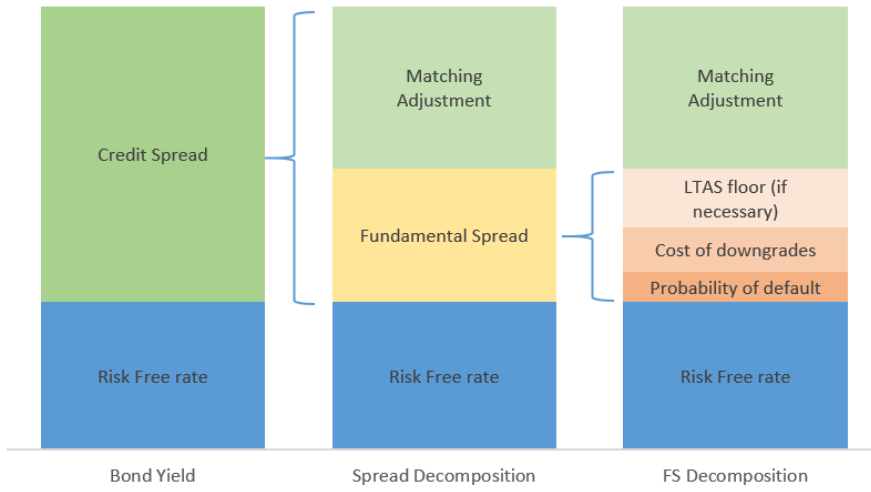 Credit Spread
Risk Free rate
Bond Yield
Matching
Adjustment
Fundamental Spread
Risk Free rate
Spread Decomposition
Matching
Adjustment
LTAS floor (if
necessary)
Cost of downgrades
Probability of default
Risk Free rate
FS Decomposition